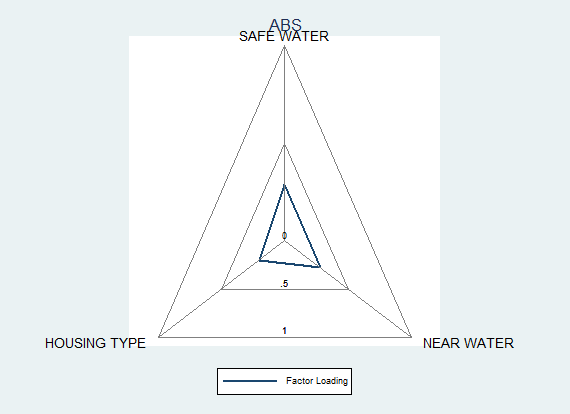 ABS
SAFE WATER
0
.5
1
HOUSING TYPE
NEAR WATER
Factor Loading